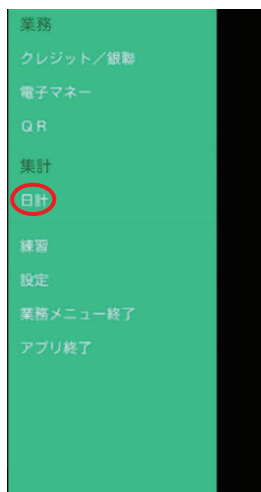 業務
クレジット／銀聯
電子マネー
ＱＲ
集計
日計
練習
設定
業務メニュー終了
アプリ終了